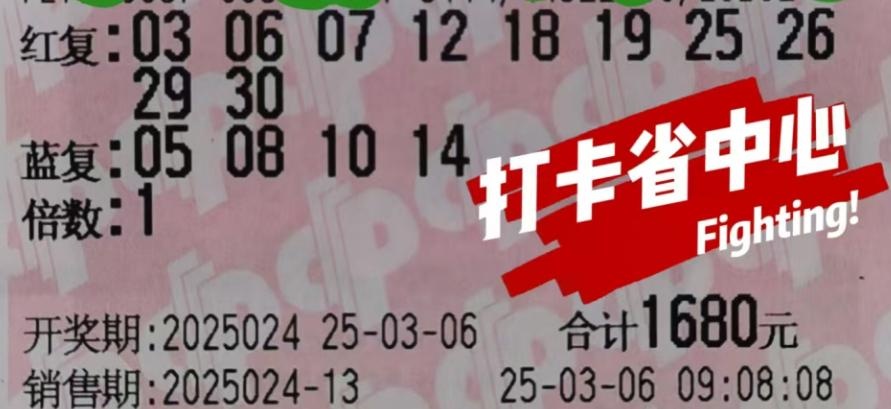 红复:03 06 07 12 18 19 25 26
29 30
蓝复:05 08 10 14
倍数:1
打卡省中心
Fighting!
开奖期:2025024 25-03-06 合计1680元
销售期:2025024-13 25-03-06 09:08:08